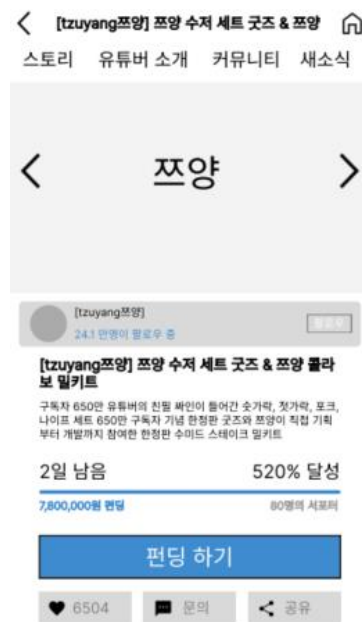 [tzuyang쯔양] 쯔양 수저 세트 굿즈 & 쯔양
스토리 유튜버 소개 커뮤니티 새소식
쯔양
[tzuyang쯔양]
24.1 만명이 팔로우 중
팔로우
[tzuyang쯔양] 쯔양 수저 세트 굿즈 & 쯔양 콜라
보 밀키트
구독자 650만 유튜버의 친필 싸인이 들어간 숫가락, 젓가락, 포크,
나이프 세트 650만 구독자 기념 한정판 굿즈와 쯔양이 직접 기획
부터 개발까지 참여한 한정판 수미드 스테이크 밀키트
2일 남음 520% 달성
7,800,000원 펀딩 80명의 서포터
펀딩 하기
6504 문의 공유